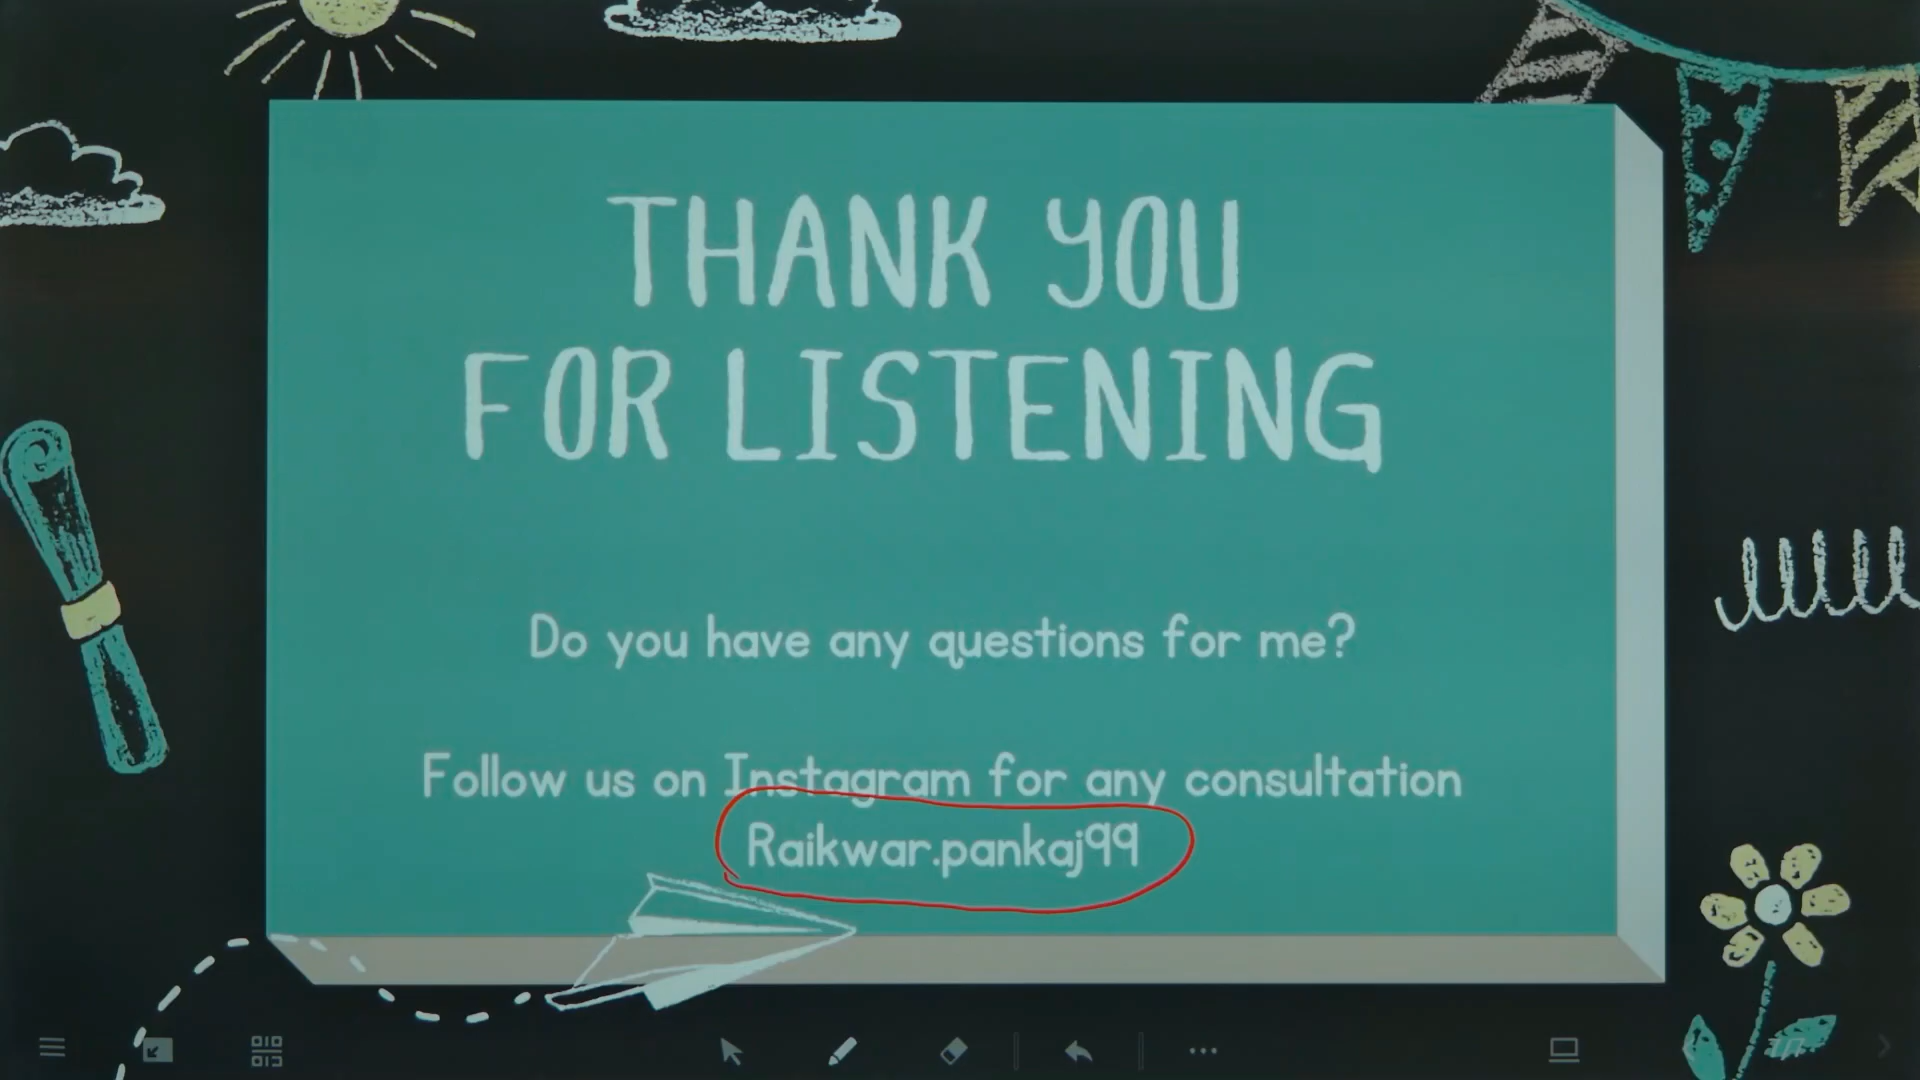 THANK YOU
FOR LISTENING
Do you have any questions for me?
Follow us on Instagram for any consultation
Raikwar.pankaj99